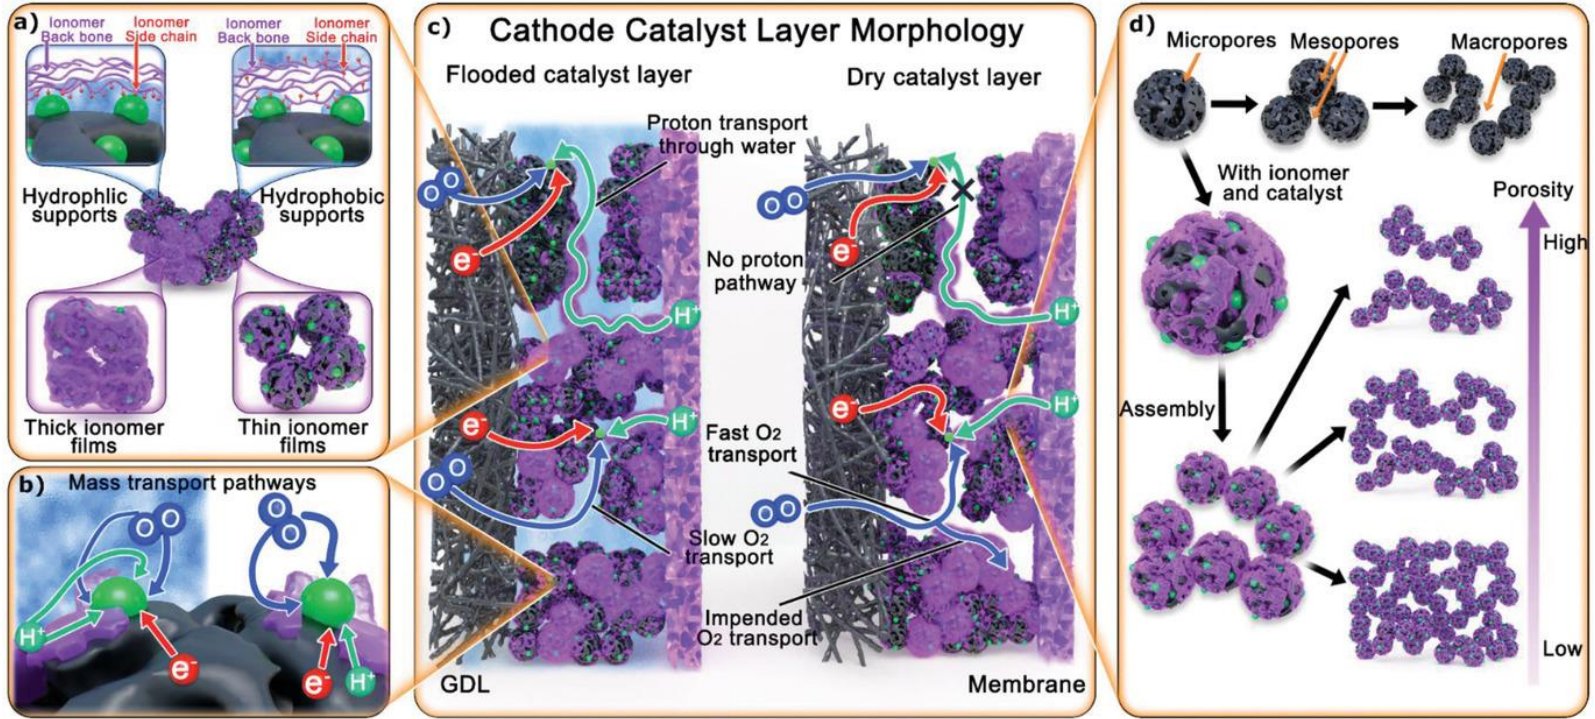 a)
Ionomer
Back bone
Ionomer
Side chain
Ionomer
Back bone
Ionomer
Side chain
Hydrophlic
supports
Hydrophobic
supports
Thick ionomer
films
Thin ionomer
films
b)
Mass transport pathways
O O
O
O
H+
e-
e-
H+
c)
Cathode Catalyst Layer Morphology
Flooded catalyst layer
Dry catalyst layer
Proton transport
through water
O O
O O
e-
e-
No proton
pathway
H+
H+
e-
H+
e-
H+
Fast O2
transport
O O
O O
Slow O2
transport
Impended
O2 transport
GDL
Membrane
d)
Micropores
Mesopores
Macropores
With ionomer
and catalyst
Porosity
High
Assembly
Low